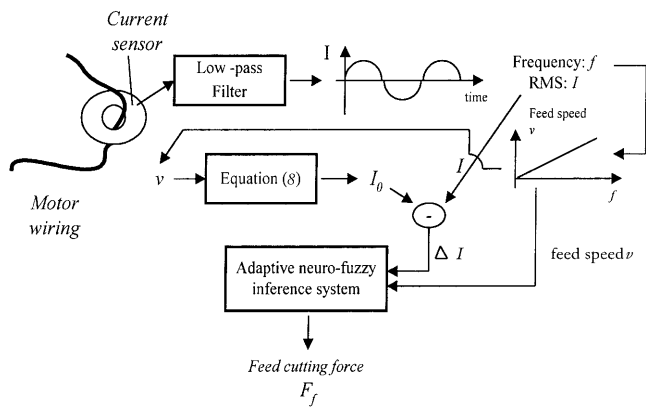 Current
sensor
Low -pass
Filter
I
time
Frequency: f
RMS: I
Feed speed
v
f
I
v
Equation (8)
I₀
-
Motor
wiring
Δ I
feed speed v
Adaptive neuro-fuzzy
inference system
Feed cutting force
F_f